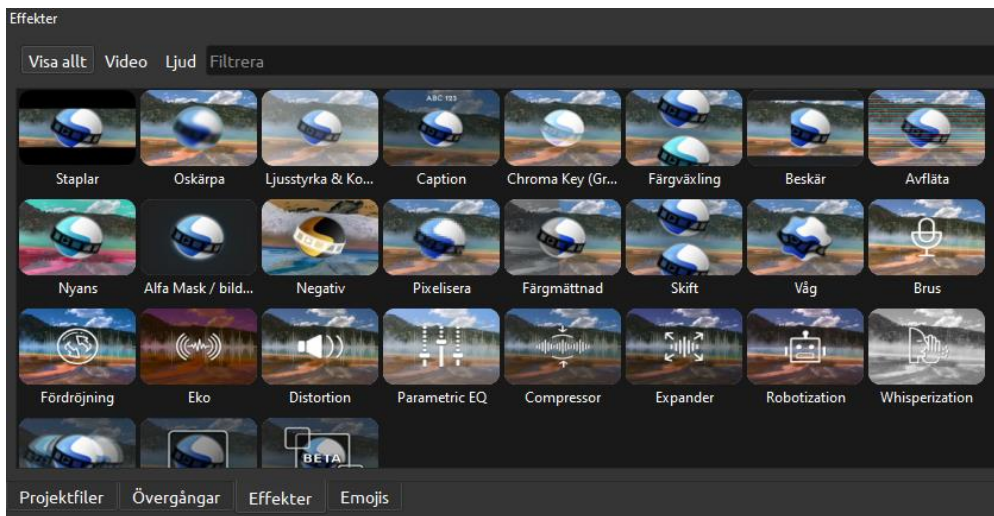 Effekter
Visa allt Video Ljud Filtrera
ABC 123
Staplar Oskärpa Ljusstyrka & Ko... Caption Chroma Key (Gr... Färgväxling Beskär Avfläta
Nyans Alfa Mask / bild... Negativ Pixelisera Färgmättnad Skift Våg Brus
Fördröjning Eko Distortion Parametric EQ Compressor Expander Robotization Whisperization
BETA
Projektfiler Övergångar Effekter Emojis